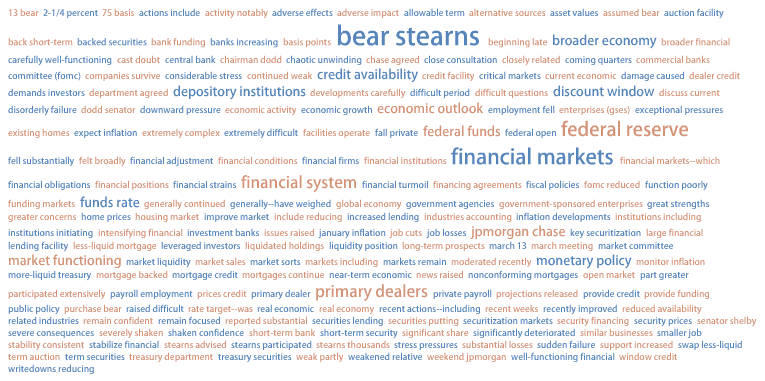 13 bear 2-1/4 percent 75 basis actions include activity notably adverse effects adverse impact allowable term alternative sources asset values assumed bear auction facility
back short-term backed securities bank funding banks increasing basis points bear stearns beginning late broader economy broader financial
carefully well-functioning cast doubt central bank chairman dodd chaotic unwinding chase agreed close consultation closely related coming quarters commercial banks
committee (fomc) companies survive considerable stress continued weak credit availability credit facility critical markets current economic damage caused dealer credit
demands investors department agreed depository institutions developments carefully difficult period difficult questions discount window discuss current
disorderly failure dodd senator downward pressure economic activity economic growth economic outlook employment fell enterprises (gses) exceptional pressures
existing homes expect inflation extremely complex extremely difficult facilities operate fall private federal funds federal open federal reserve
fell substantially felt broadly financial adjustment financial conditions financial firms financial institutions financial markets financial markets--which
financial obligations financial positions financial strains financial system financial turmoil financing agreements fiscal policies fomc reduced function poorly
funding markets funds rate generally continued generally--have weighed global economy government agencies government-sponsored enterprises great strengths
greater concerns home prices housing market improve market include reducing increased lending industries accounting inflation developments institutions including
institutions initiating intensifying financial investment banks issues raised january inflation job cuts job losses jpmorgan chase key securitization large financial
lending facility less-liquid mortgage leveraged investors liquidated holdings liquidity position long-term prospects march 13 march meeting market committee
market functioning market liquidity market sales market sorts markets including markets remain moderated recently monetary policy monitor inflation
more-liquid treasury mortgage backed mortgage credit mortgages continue near-term economic news raised nonconforming mortgages open market part greater
participated extensively payroll employment prices credit primary dealer primary dealers private payroll projections released provide credit provide funding
public policy purchase bear raised difficult rate target--was real economic real economy recent actions--including recent weeks recently improved reduced availability
related industries remain confident remain focused reported substantial securities lending securities putting securitization markets security financing security prices senator shelby
severe consequences severely shaken shaken confidence short-term bank short-term security significant share significantly deteriorated similar businesses smaller job
stability consistent stabilize financial stearns advised stearns participated stearns thousands stress pressures substantial losses sudden failure support increased swap less-liquid
term auction term securities treasury department treasury securities weak partly weakened relative weekend jpmorgan well-functioning financial window credit
writedowns reducing